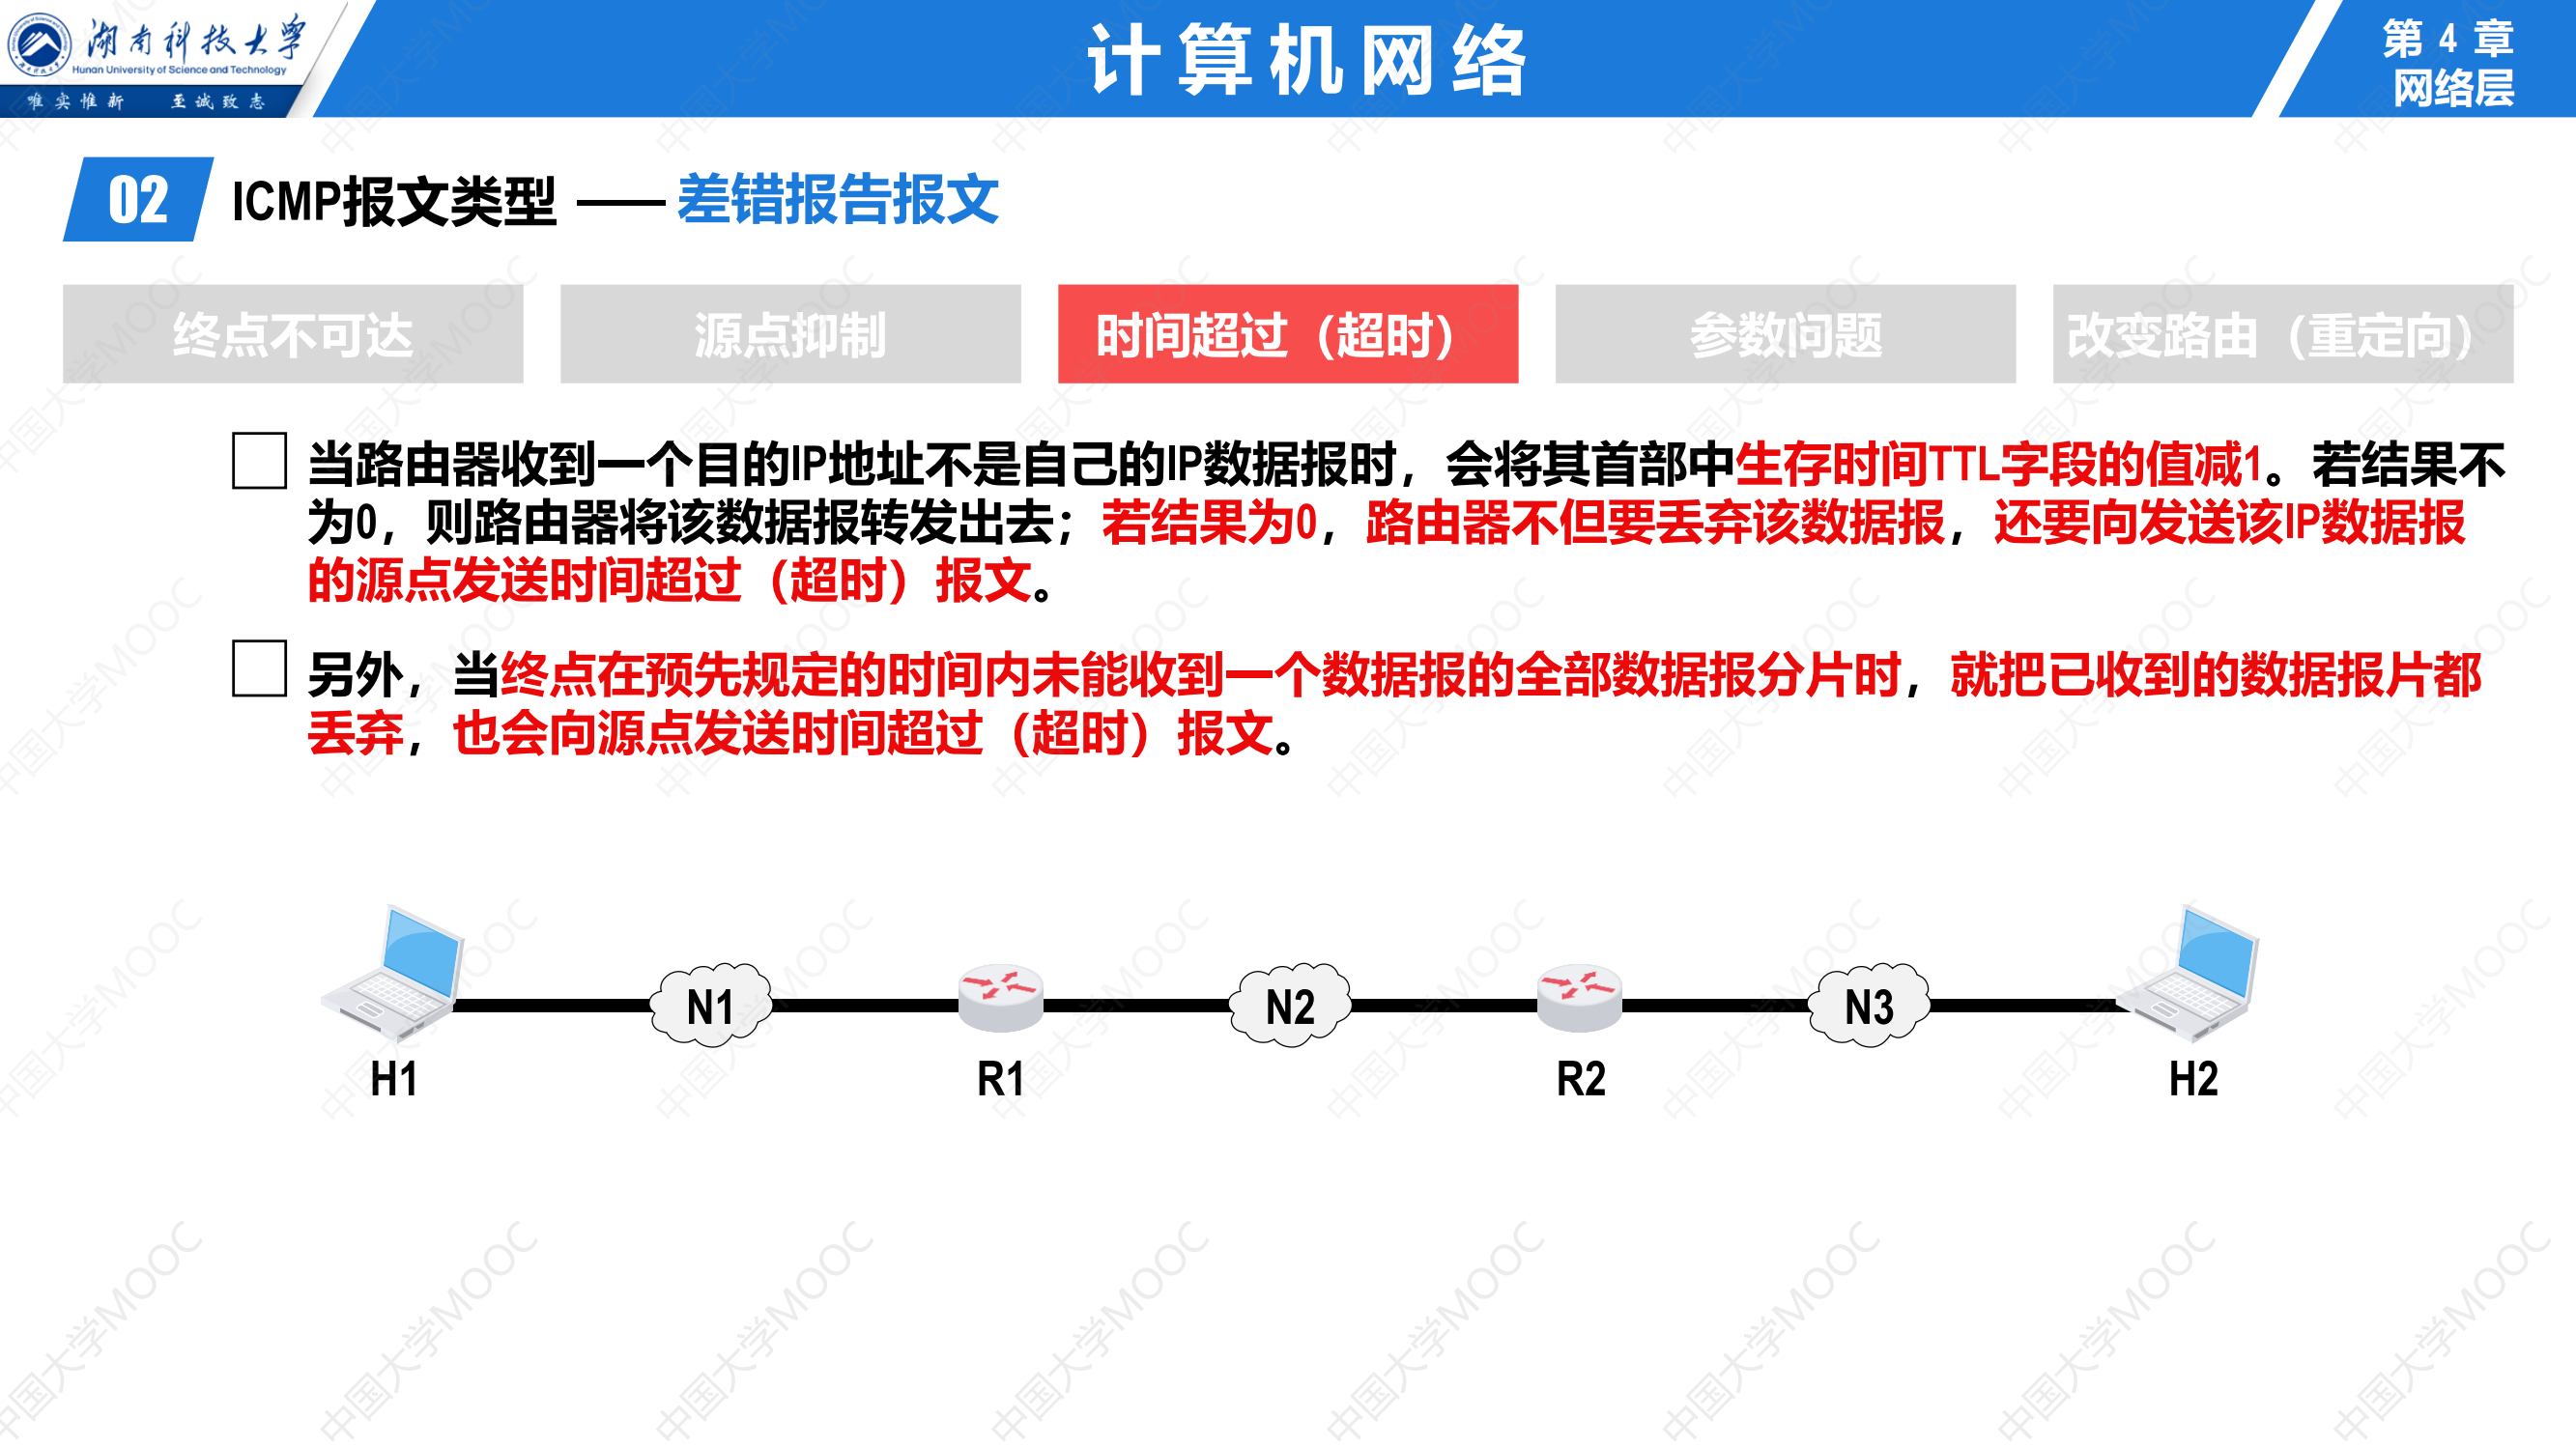 湖南科技大学
Hunan University of Science and Technology
唯实惟新 至诚致志
计算机网络
第 4 章
网络层
02 ICMP报文类型 —— 差错报告报文
终点不可达 源点抑制 时间超过（超时） 参数问题 改变路由（重定向）
当路由器收到一个目的IP地址不是自己的IP数据报时，会将其首部中生存时间TTL字段的值减1。若结果不
为0，则路由器将该数据报转发出去；若结果为0，路由器不但要丢弃该数据报，还要向发送该IP数据报
的源点发送时间超过（超时）报文。
另外，当终点在预先规定的时间内未能收到一个数据报的全部数据报分片时，就把已收到的数据报片都
丢弃，也会向源点发送时间超过（超时）报文。
N1 N2 N3
H1 R1 R2 H2
中国大学MOOC